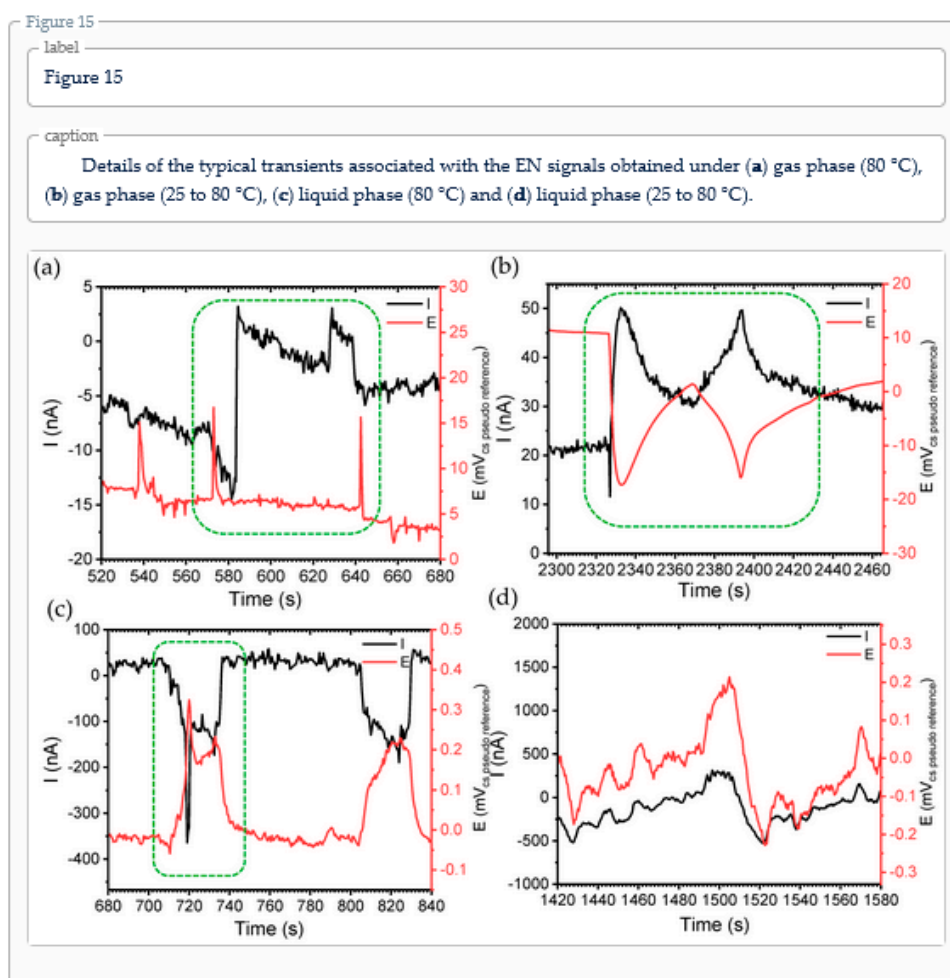 Figure 15
label
Figure 15
caption
Details of the typical transients associated with the EN signals obtained under (a) gas phase (80 °C),
(b) gas phase (25 to 80 °C), (c) liquid phase (80 °C) and (d) liquid phase (25 to 80 °C).
(a)
5
0
-5
-10
-15
-20
I (nA)
520 540 560 580 600 620 640 660 680
Time (s)
30
25
20
15
10
5
0
E (mVcs pseudo reference)
I
E
(b)
50
40
30
20
10
0
I (nA)
2300 2320 2340 2360 2380 2400 2420 2440 2460
Time (s)
20
10
0
-10
-20
-30
E (mVcs pseudo reference)
I
E
(c)
100
0
-100
-200
-300
-400
I (nA)
680 700 720 740 760 780 800 820 840
Time (s)
0.5
0.4
0.3
0.2
0.1
0.0
-0.1
E (mVcs pseudo reference)
I
E
(d)
2000
1500
1000
500
0
-500
-1000
I (nA)
1420 1440 1460 1480 1500 1520 1540 1560 1580
Time (s)
0.3
0.2
0.1
0.0
-0.1
-0.2
-0.3
E (mVcs pseudo reference)
I
E